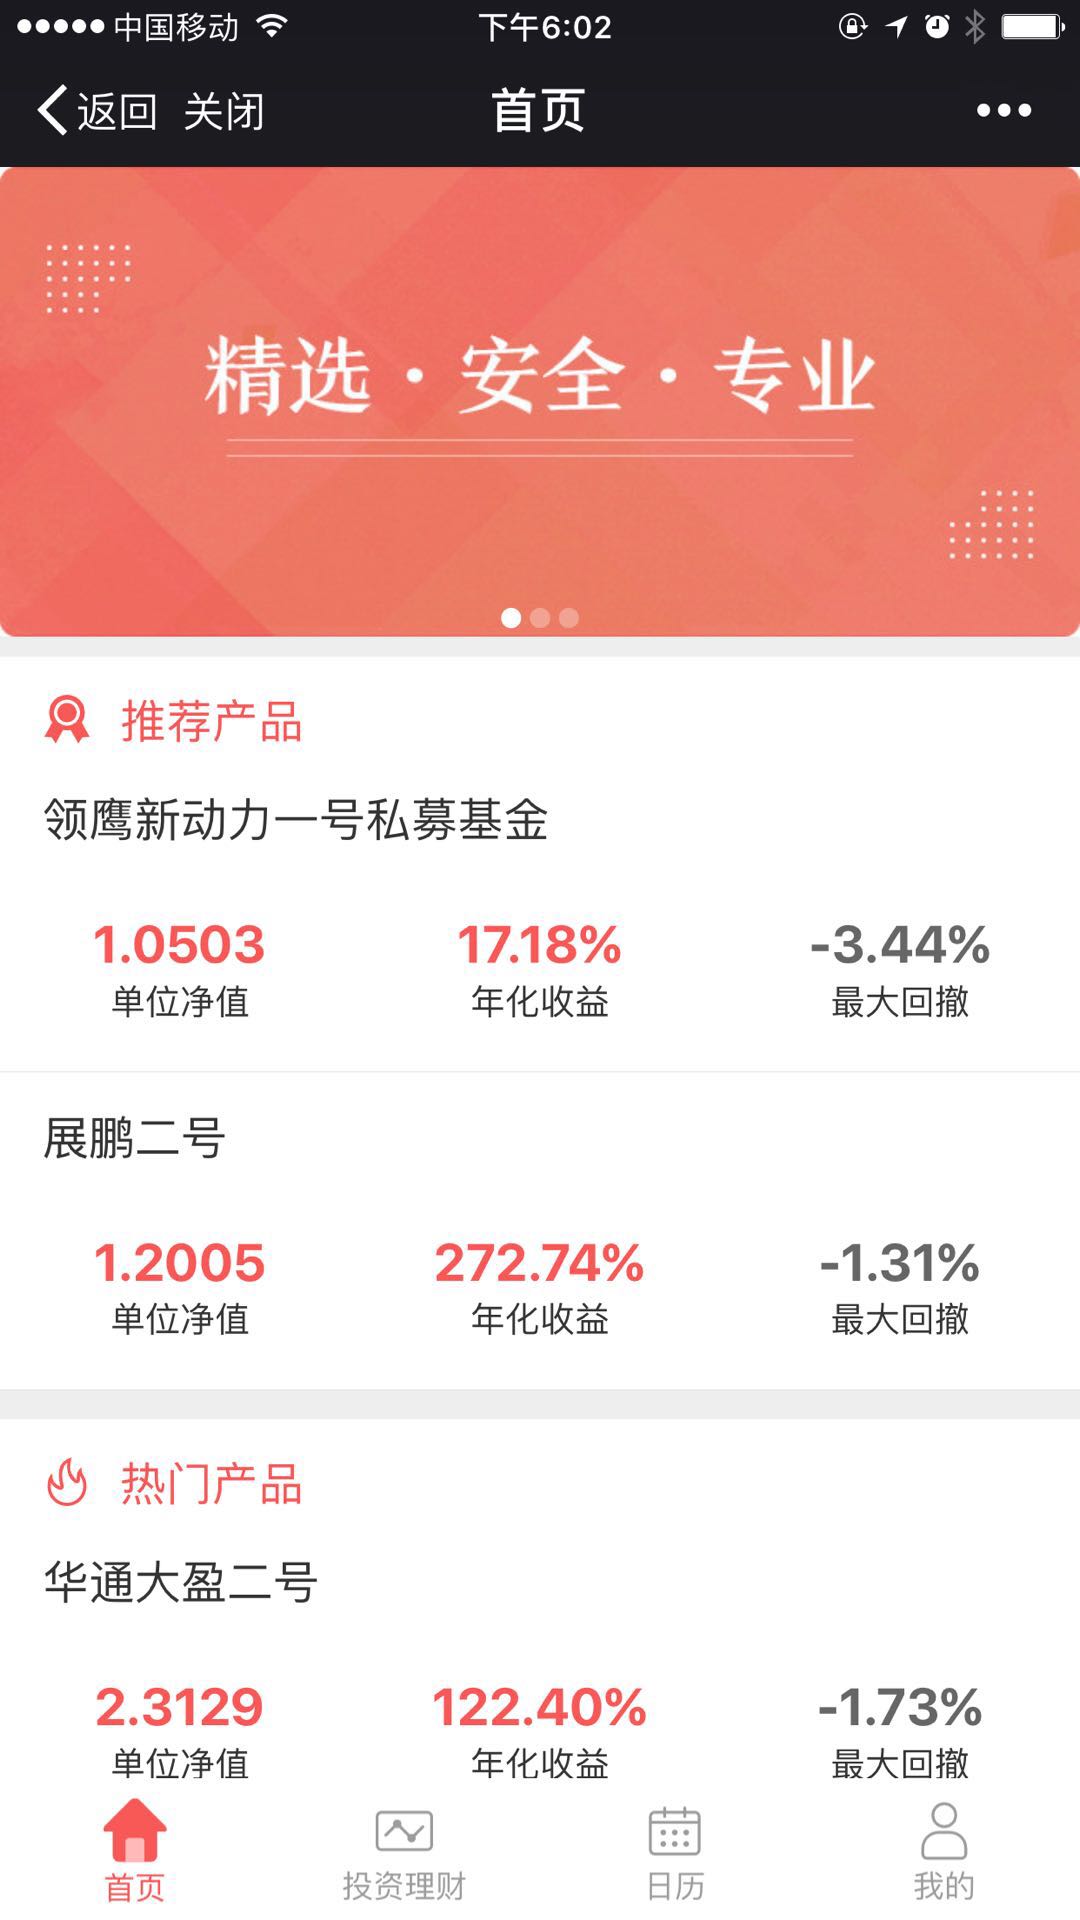 中国移动 下午6:02
返回 关闭 首页
精选·安全·专业
推荐产品
领鹰新动力一号私募基金
1.0503 17.18% -3.44%
单位净值 年化收益 最大回撤
展鹏二号
1.2005 272.74% -1.31%
单位净值 年化收益 最大回撤
热门产品
华通大盈二号
2.3129 122.40% -1.73%
单位净值 年化收益 最大回撤
首页 投资理财 日历 我的